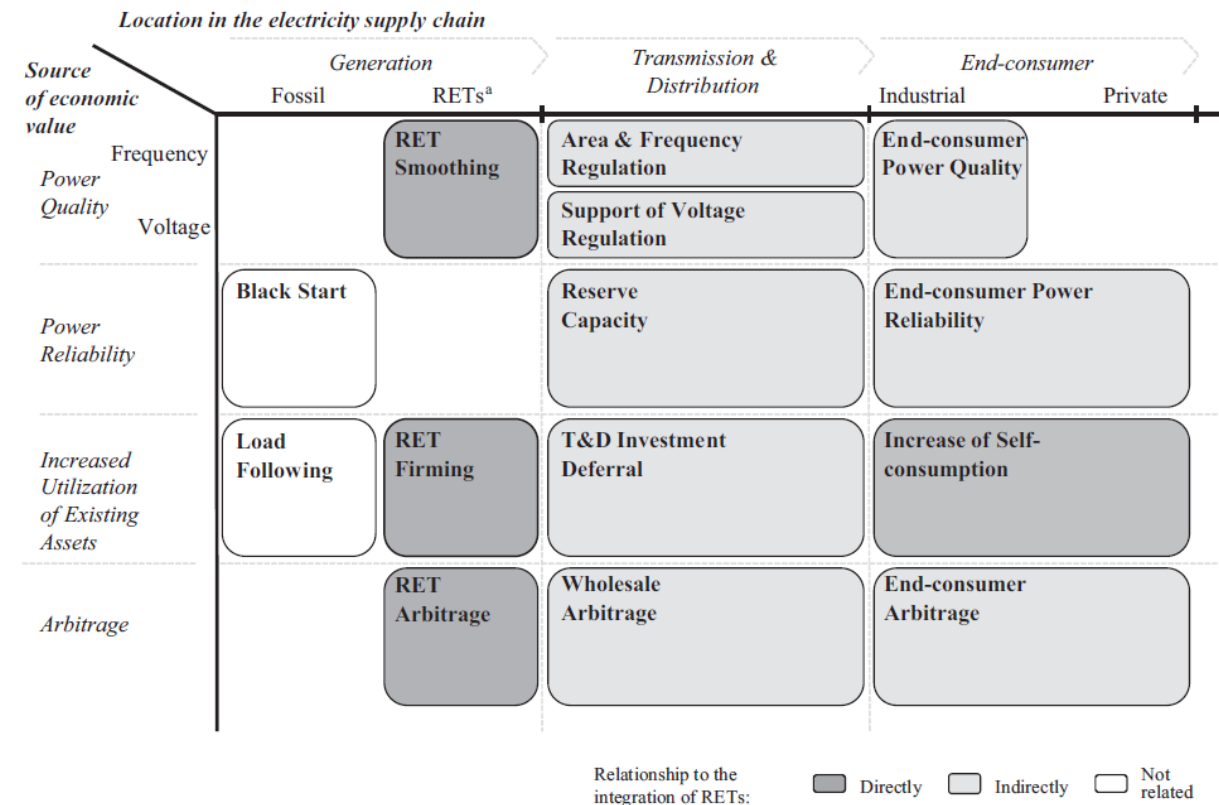 Location in the electricity supply chain
Source
of economic
value
Generation
Transmission &
Distribution
End-consumer
Fossil
RETsᵃ
Industrial
Private
Power
Quality
Frequency
Voltage
RET
Smoothing
Area & Frequency
Regulation
Support of Voltage
Regulation
End-consumer
Power Quality
Power
Reliability
Black Start
Reserve
Capacity
End-consumer Power
Reliability
Increased
Utilization
of Existing
Assets
Load
Following
RET
Firming
T&D Investment
Deferral
Increase of Self-
consumption
Arbitrage
RET
Arbitrage
Wholesale
Arbitrage
End-consumer
Arbitrage
Relationship to the
integration of RETs:
Directly
Indirectly
Not
related